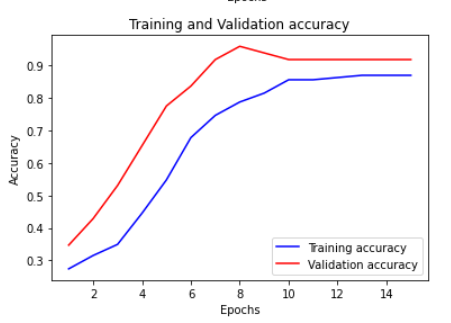 Epochs
Training and Validation accuracy
Accuracy
0.9
0.8
0.7
0.6
0.5
0.4
0.3
Training accuracy
Validation accuracy
2 4 6 8 10 12 14
Epochs